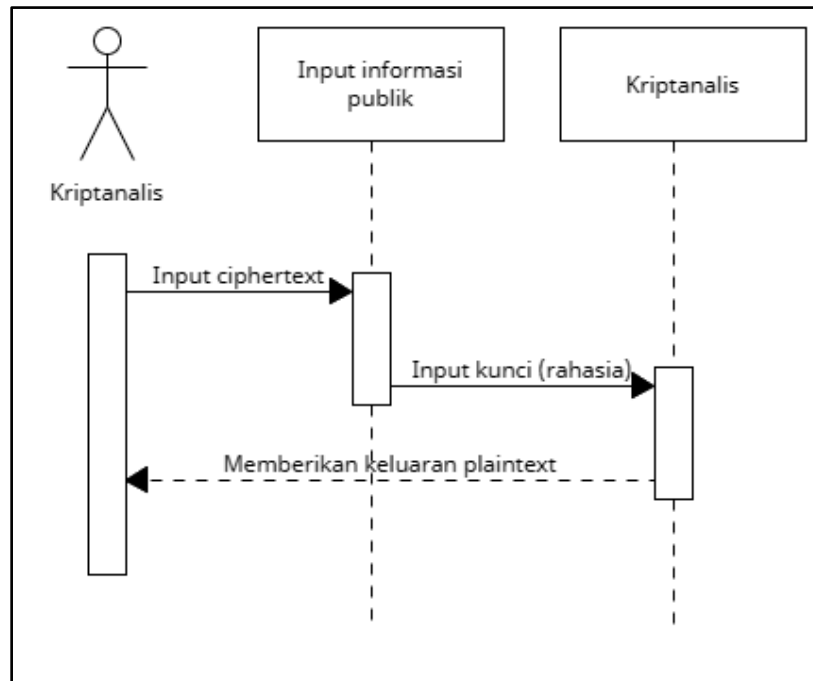 Input informasi
publik
Kriptanalis
Kriptanalis
Input ciphertext
Input kunci (rahasia)
Memberikan keluaran plaintext